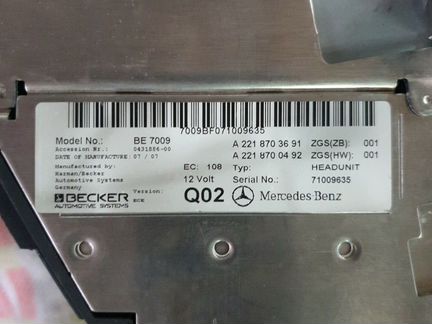 7009BF071009635
Model No.: BE 7009 A 221 870 36 91 ZGS(ZB): 001
Accession Nr.: 0431884-00 A 221 870 04 92 ZGS(HW): 001
DATE OF MANUFACTURE: 07 / 07
Manufactured by: EC: 108 Typ: HEADUNIT
Harman/Becker
Automotive Systems 12 Volt Serial No.: 71009635
Germany
BECKER Version: Q02 Mercedes Benz
AUTOMOTIVE SYSTEMS ECE